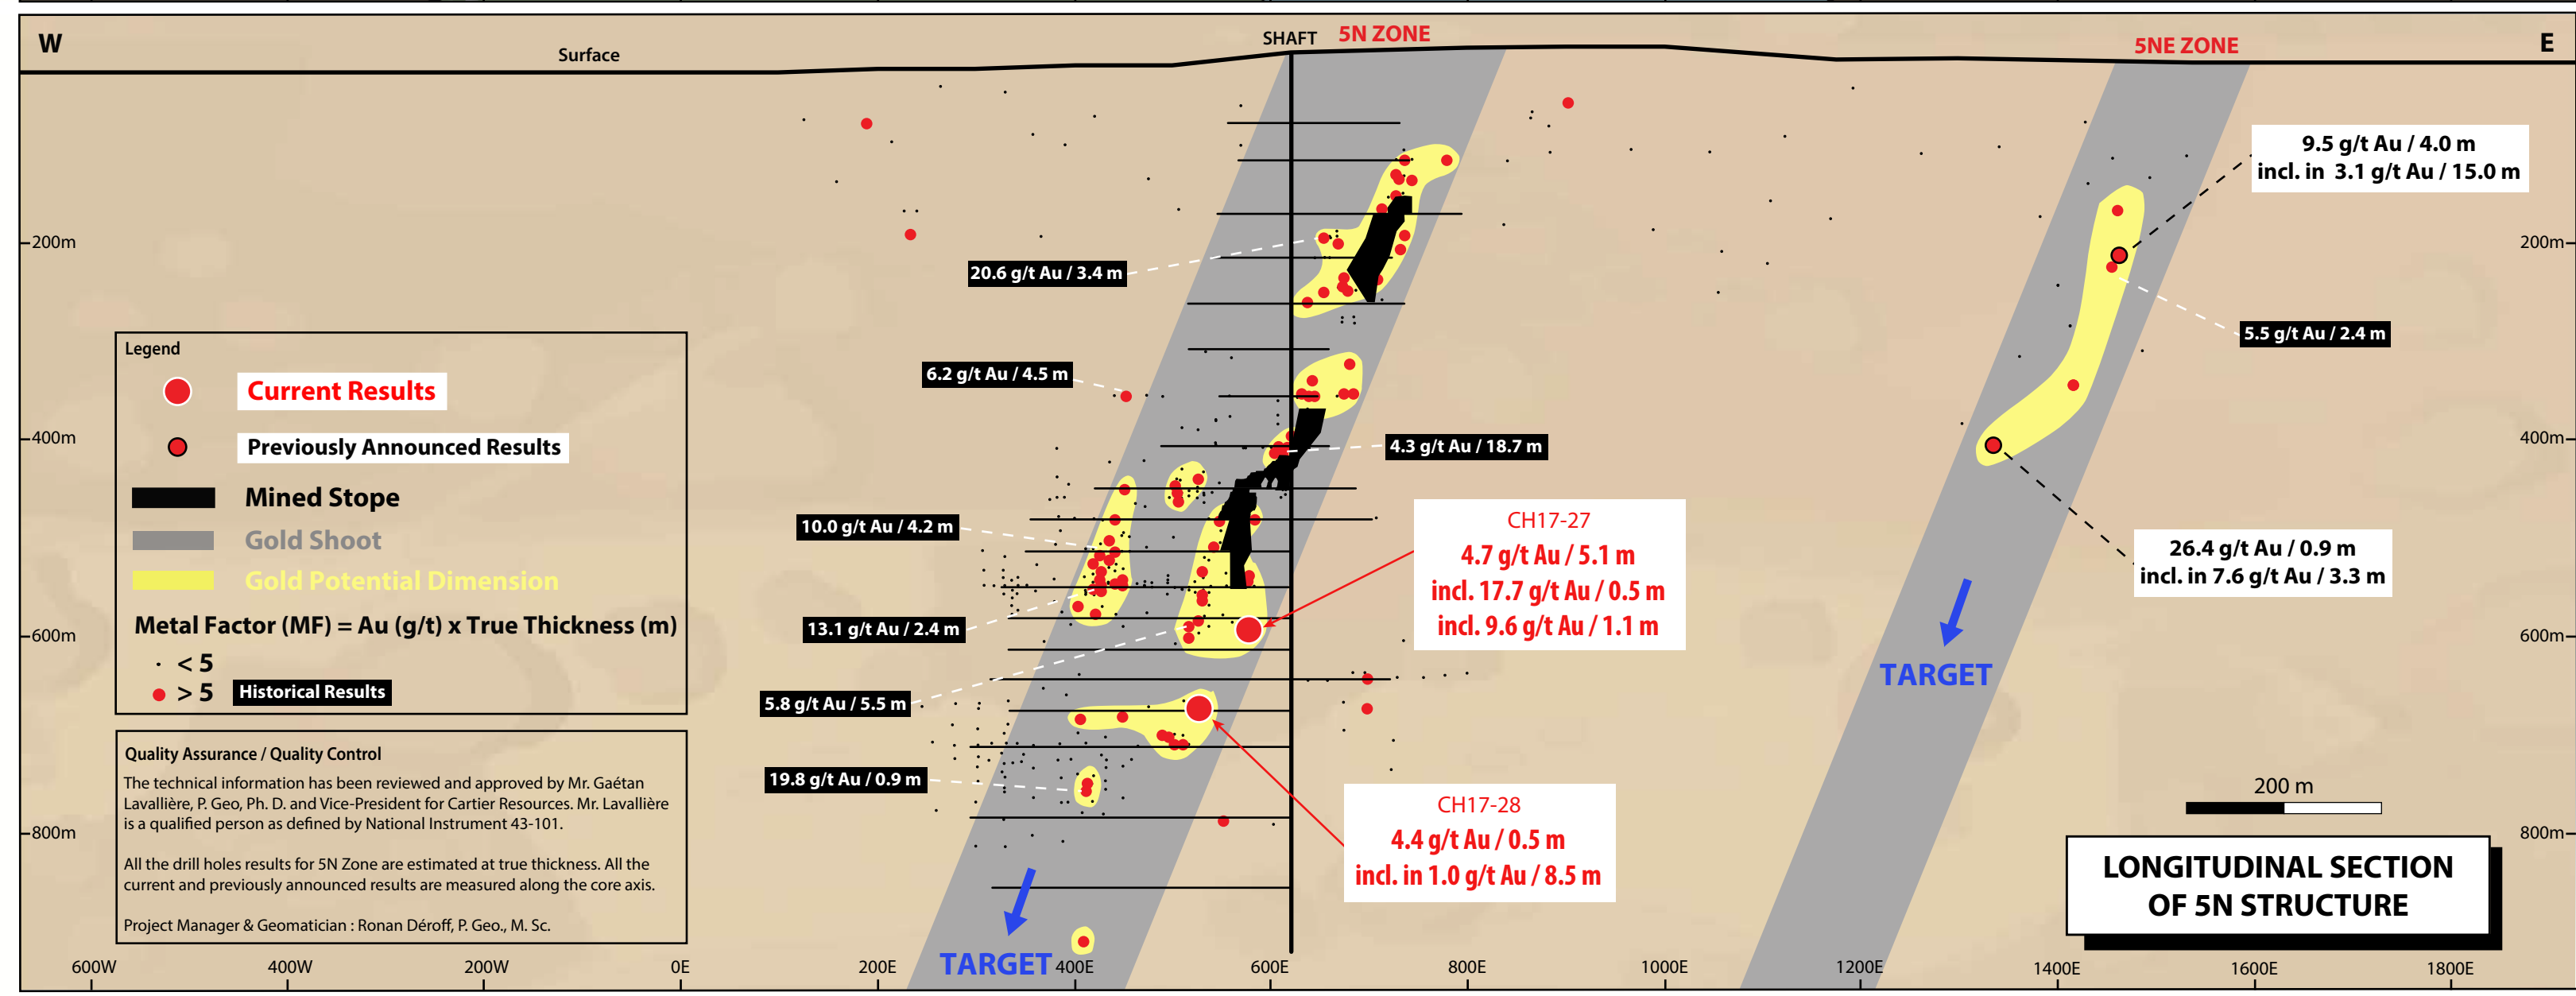 W
Surface
SHAFT
5N ZONE
5NE ZONE
E
9.5 g/t Au / 4.0 m
incl. in 3.1 g/t Au / 15.0 m
200m
200m
20.6 g/t Au / 3.4 m
5.5 g/t Au / 2.4 m
Legend
Current Results
Previously Announced Results
Mined Stope
Gold Shoot
Gold Potential Dimension
Metal Factor (MF) = Au (g/t) x True Thickness (m)
< 5
> 5
Historical Results
6.2 g/t Au / 4.5 m
400m
400m
4.3 g/t Au / 18.7 m
10.0 g/t Au / 4.2 m
CH17-27
4.7 g/t Au / 5.1 m
incl. 17.7 g/t Au / 0.5 m
incl. 9.6 g/t Au / 1.1 m
26.4 g/t Au / 0.9 m
incl. in 7.6 g/t Au / 3.3 m
13.1 g/t Au / 2.4 m
600m
600m
TARGET
5.8 g/t Au / 5.5 m
19.8 g/t Au / 0.9 m
Quality Assurance / Quality Control
The technical information has been reviewed and approved by Mr. Gaétan
Lavallière, P. Geo, Ph. D. and Vice-President for Cartier Resources. Mr. Lavallière
is a qualified person as defined by National Instrument 43-101.
All the drill holes results for 5N Zone are estimated at true thickness. All the
current and previously announced results are measured along the core axis.
Project Manager & Geomatician : Ronan Déroff, P. Geo., M. Sc.
CH17-28
4.4 g/t Au / 0.5 m
incl. in 1.0 g/t Au / 8.5 m
200 m
800m
800m
LONGITUDINAL SECTION
OF 5N STRUCTURE
TARGET
600W
400W
200W
0E
200E
400E
600E
800E
1000E
1200E
1400E
1600E
1800E